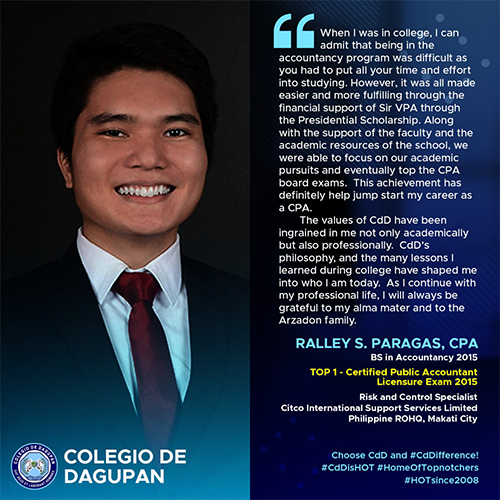 When I was in college, I can
admit that being in the
accountancy program was difficult as
you had to put all your time and effort
into studying. However, it was all made
easier and more fulfilling through the
financial support of Sir VPA through
the Presidential Scholarship. Along
with the support of the faculty and the
academic resources of the school, we
were able to focus on our academic
pursuits and eventually top the CPA
board exams. This achievement has
definitely help jump start my career as
a CPA.
The values of CdD have been
ingrained in me not only academically
but also professionally. CdD's
philosophy, and the many lessons I
learned during college have shaped me
into who I am today. As I continue with
my professional life, I will always be
grateful to my alma mater and to the
Arzadon family.
RALLEY S. PARAGAS, CPA
BS in Accountancy 2015
TOP 1 - Certified Public Accountant
Licensure Exam 2015
Risk and Control Specialist
Citco International Support Services Limited
Philippine ROHQ, Makati City
Choose CdD and #CdDifference!
#CdDisHOT #HomeOfTopnotchers
#HOTsince2008
COLEGIO DE
DAGUPAN
COLEGIO DE DAGUPAN